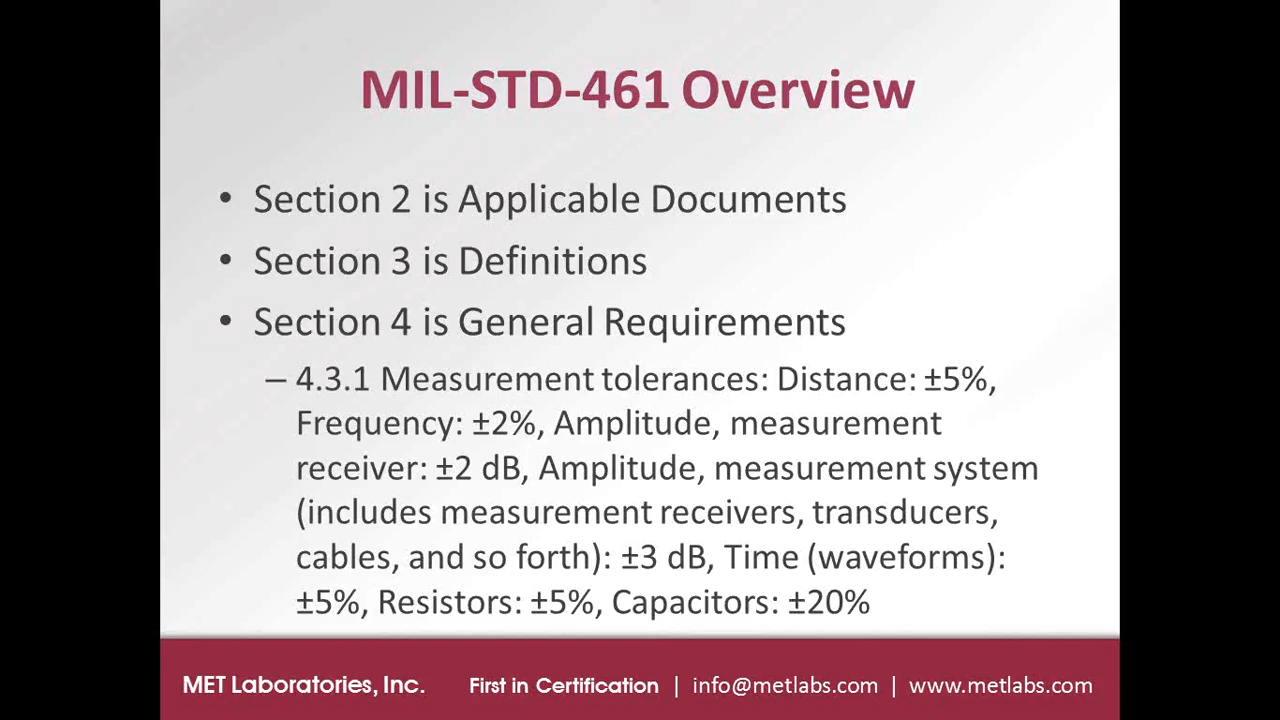 MIL-STD-461 Overview
• Section 2 is Applicable Documents
• Section 3 is Definitions
• Section 4 is General Requirements
– 4.3.1 Measurement tolerances: Distance: ±5%,
Frequency: ±2%, Amplitude, measurement
receiver: ±2 dB, Amplitude, measurement system
(includes measurement receivers, transducers,
cables, and so forth): ±3 dB, Time (waveforms):
±5%, Resistors: ±5%, Capacitors: ±20%
MET Laboratories, Inc. First in Certification | info@metlabs.com | www.metlabs.com